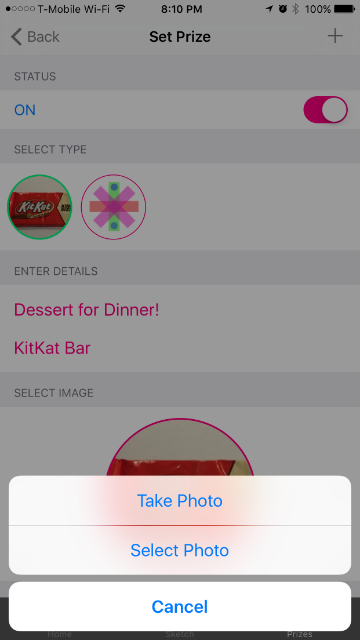 T-Mobile Wi-Fi 8:10 PM 100%
Back Set Prize +
STATUS
ON
SELECT TYPE
KitKat
ENTER DETAILS
Dessert for Dinner!
KitKat Bar
SELECT IMAGE
Take Photo
Select Photo
Cancel
Home Sketch Prizes